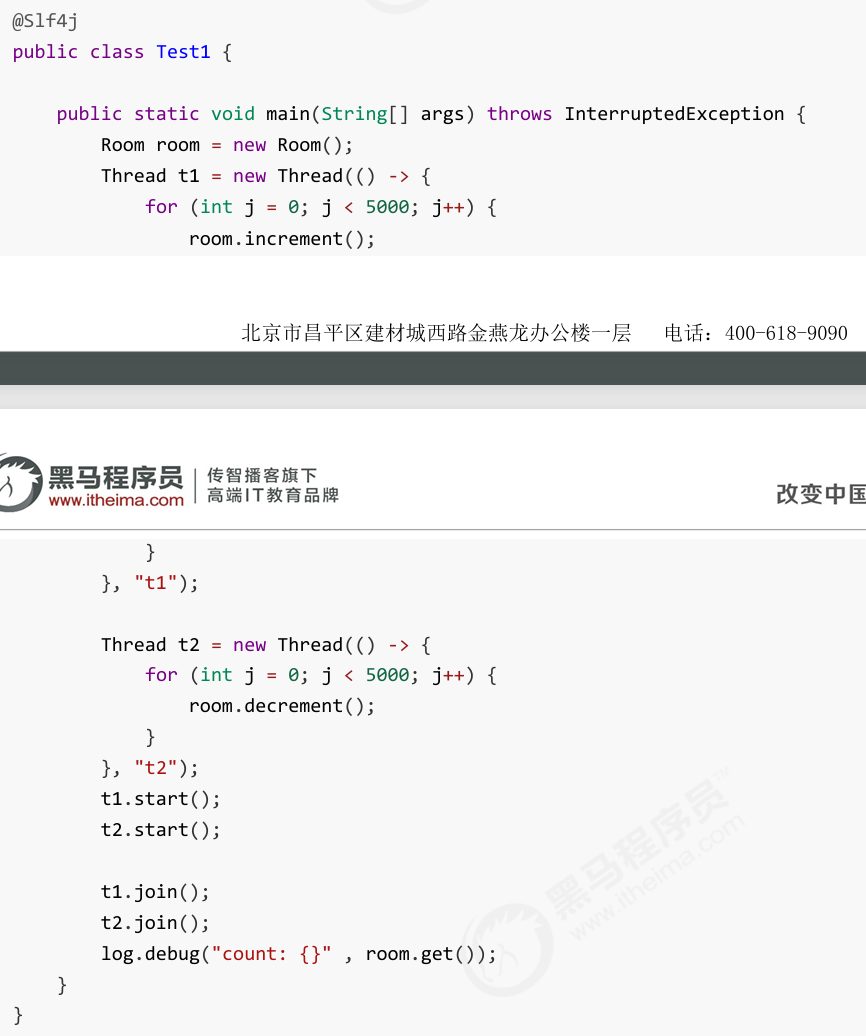 @Slf4j
public class Test1 {
    public static void main(String[] args) throws InterruptedException {
        Room room = new Room();
        Thread t1 = new Thread(() -> {
            for (int j = 0; j < 5000; j++) {
                room.increment();
北京市昌平区建材城西路金燕龙办公楼一层 电话：400-618-9090
黑马程序员 传智播客旗下
www.itheima.com 高端IT教育品牌
改变中国
            }
        }, "t1");
        Thread t2 = new Thread(() -> {
            for (int j = 0; j < 5000; j++) {
                room.decrement();
            }
        }, "t2");
        t1.start();
        t2.start();
        t1.join();
        t2.join();
        log.debug("count: {}" , room.get());
    }
}
黑马程序员™
www.itheima.com